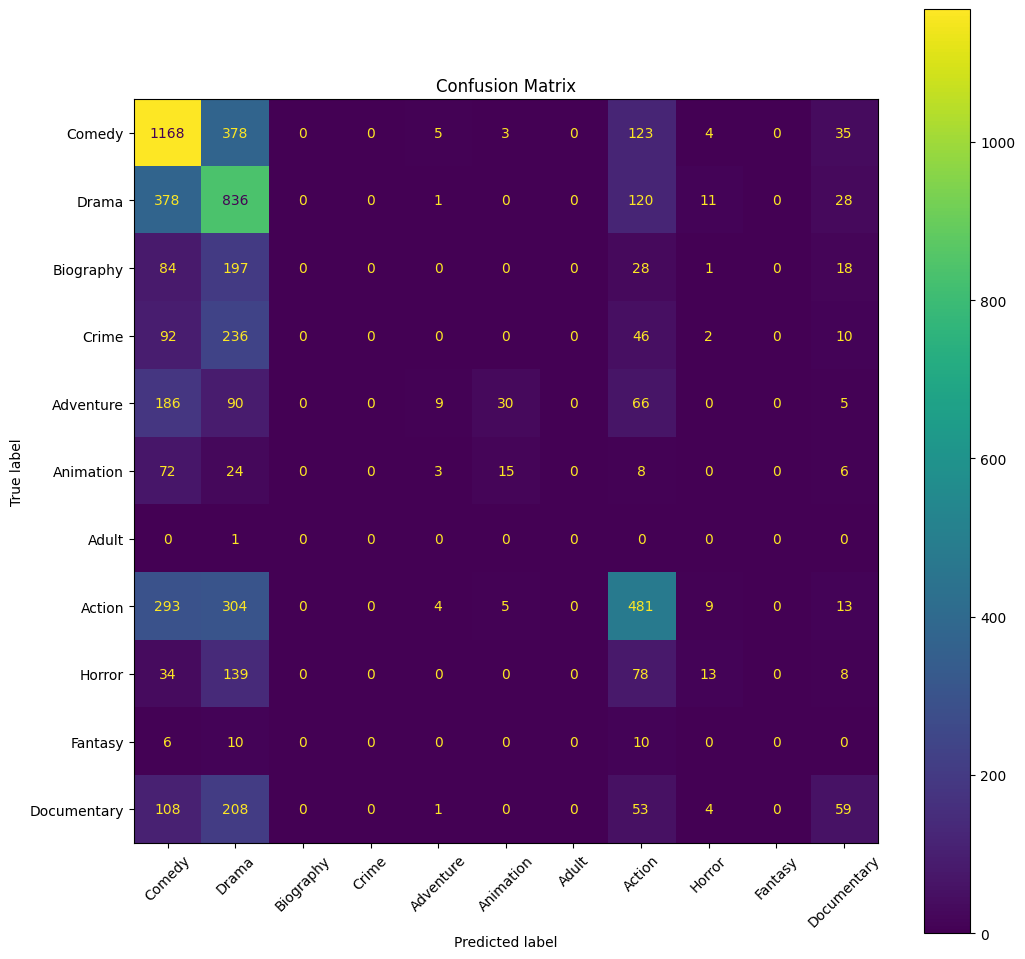 Confusion Matrix
Comedy 1168 378 0 0 5 3 0 123 4 0 35
Drama 378 836 0 0 1 0 0 120 11 0 28
Biography 84 197 0 0 0 0 0 28 1 0 18
Crime 92 236 0 0 0 0 0 46 2 0 10
Adventure 186 90 0 0 9 30 0 66 0 0 5
Animation 72 24 0 0 3 15 0 8 0 0 6
Adult 0 1 0 0 0 0 0 0 0 0 0
Action 293 304 0 0 4 5 0 481 9 0 13
Horror 34 139 0 0 0 0 0 78 13 0 8
Fantasy 6 10 0 0 0 0 0 10 0 0 0
Documentary 108 208 0 0 1 0 0 53 4 0 59
Comedy Drama Biography Crime Adventure Animation Adult Action Horror Fantasy Documentary
Predicted label
True label
1000
800
600
400
200
0